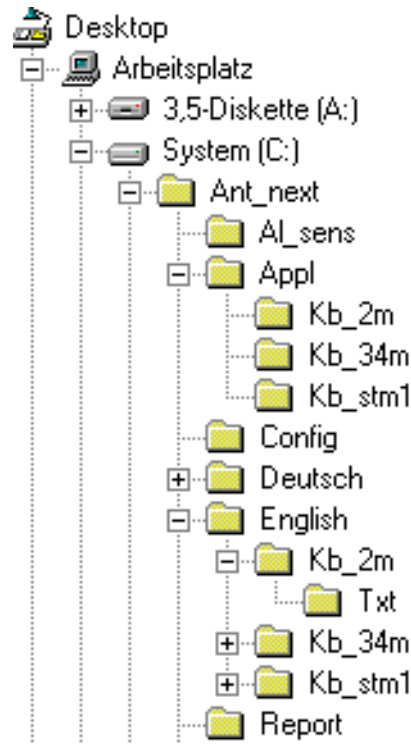 Desktop
Arbeitsplatz
3,5-Diskette (A:)
System (C:)
Ant_next
Al_sens
Appl
Kb_2m
Kb_34m
Kb_stm1
Config
Deutsch
English
Kb_2m
Txt
Kb_34m
Kb_stm1
Report